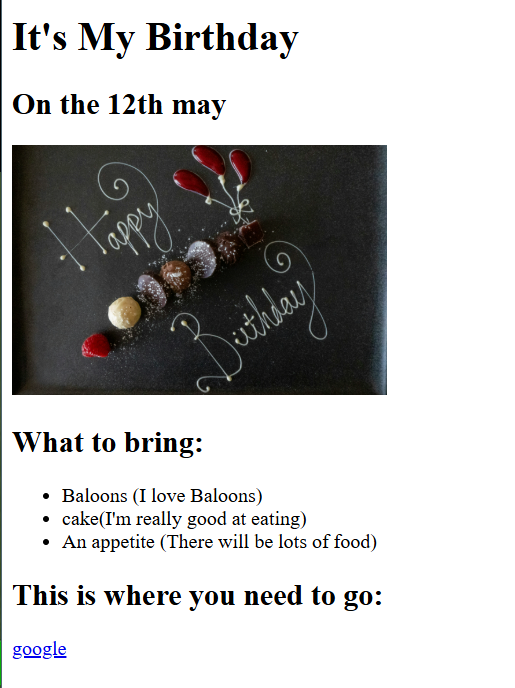 It's My Birthday
On the 12th may
Happy
Birthday
What to bring:
Baloons (I love Baloons)
cake(I'm really good at eating)
An appetite (There will be lots of food)
This is where you need to go:
google